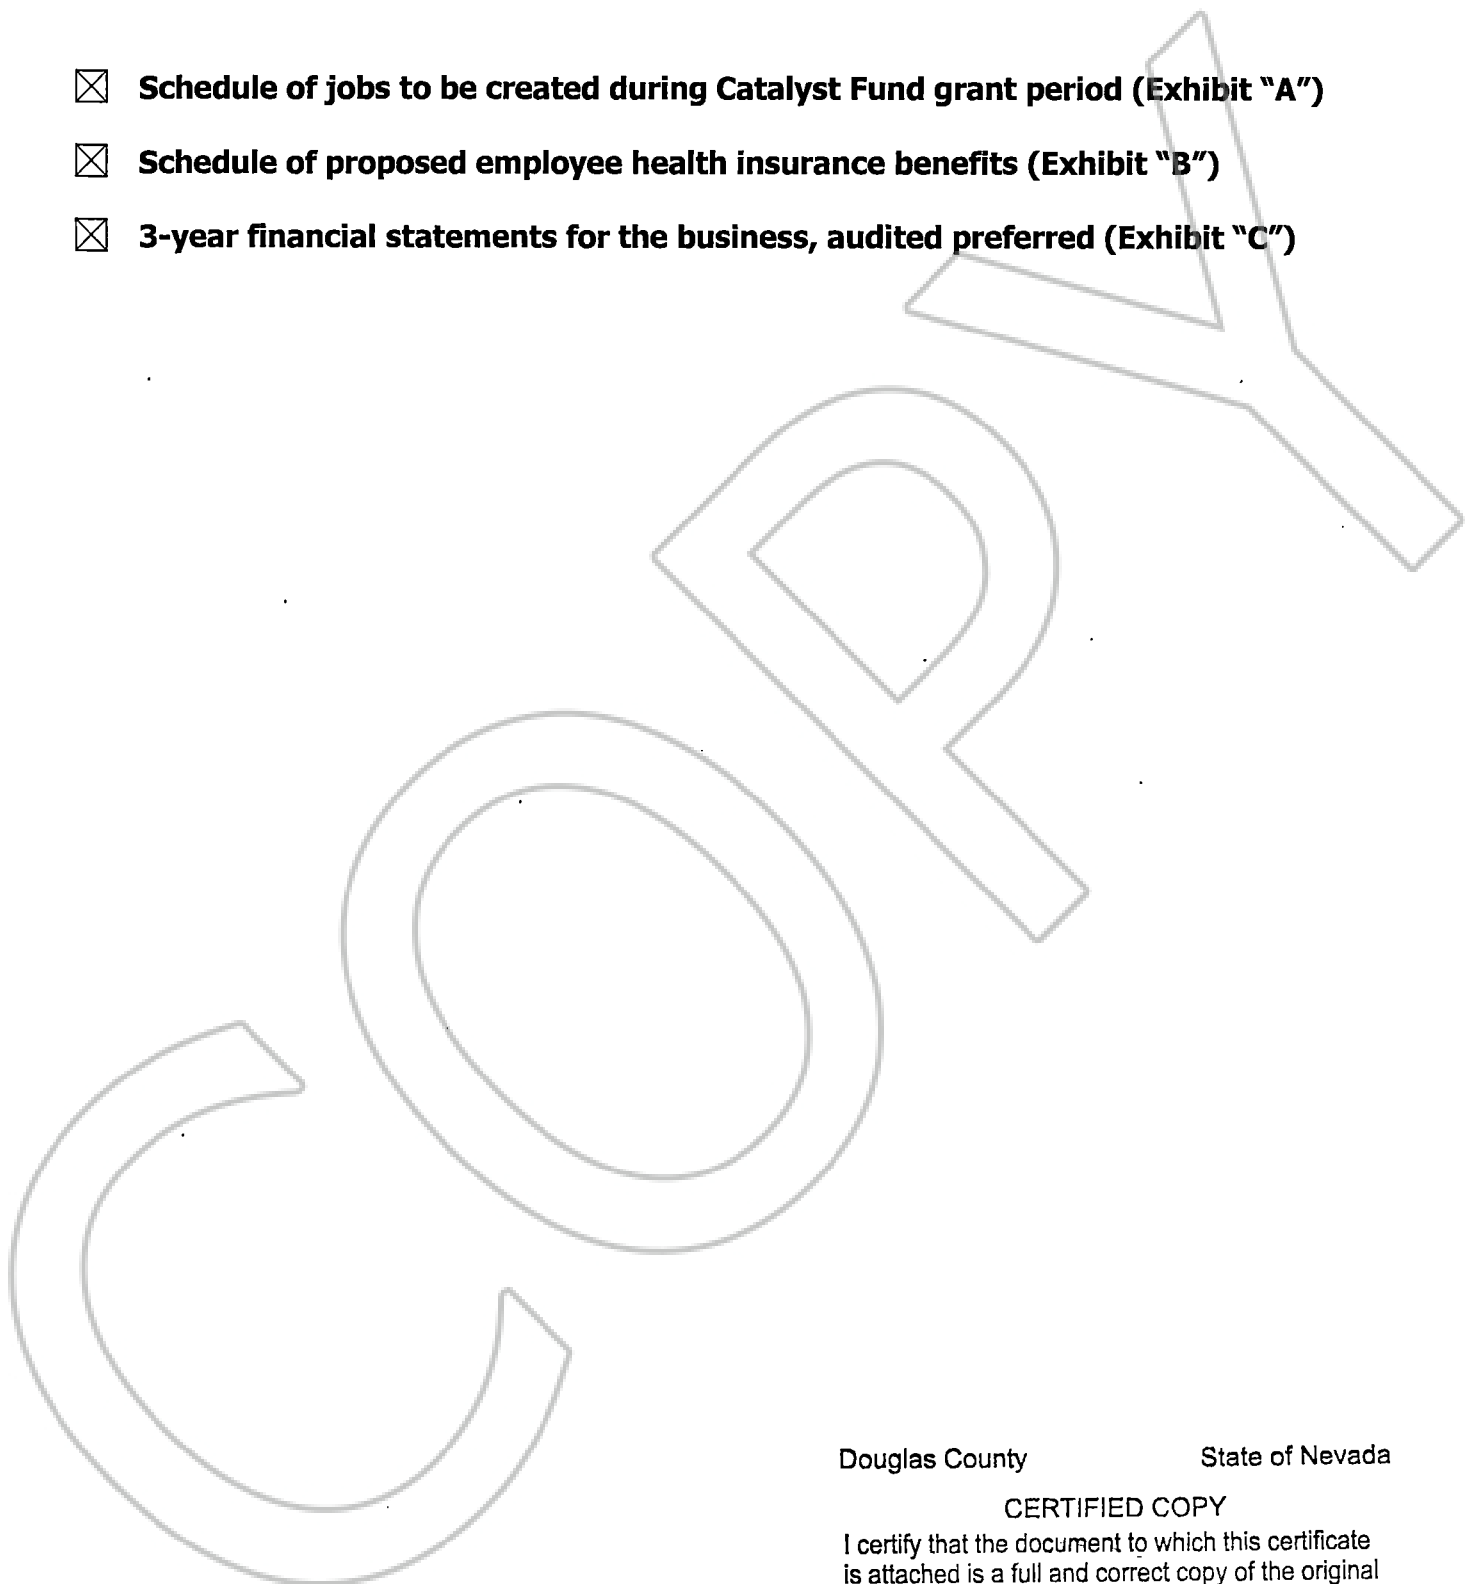 ☒ Schedule of jobs to be created during Catalyst Fund grant period (Exhibit “A”)
☒ Schedule of proposed employee health insurance benefits (Exhibit “B”)
☒ 3-year financial statements for the business, audited preferred (Exhibit “C”)
COPY
Douglas County State of Nevada
CERTIFIED COPY
I certify that the document to which this certificate
is attached is a full and correct copy of the original